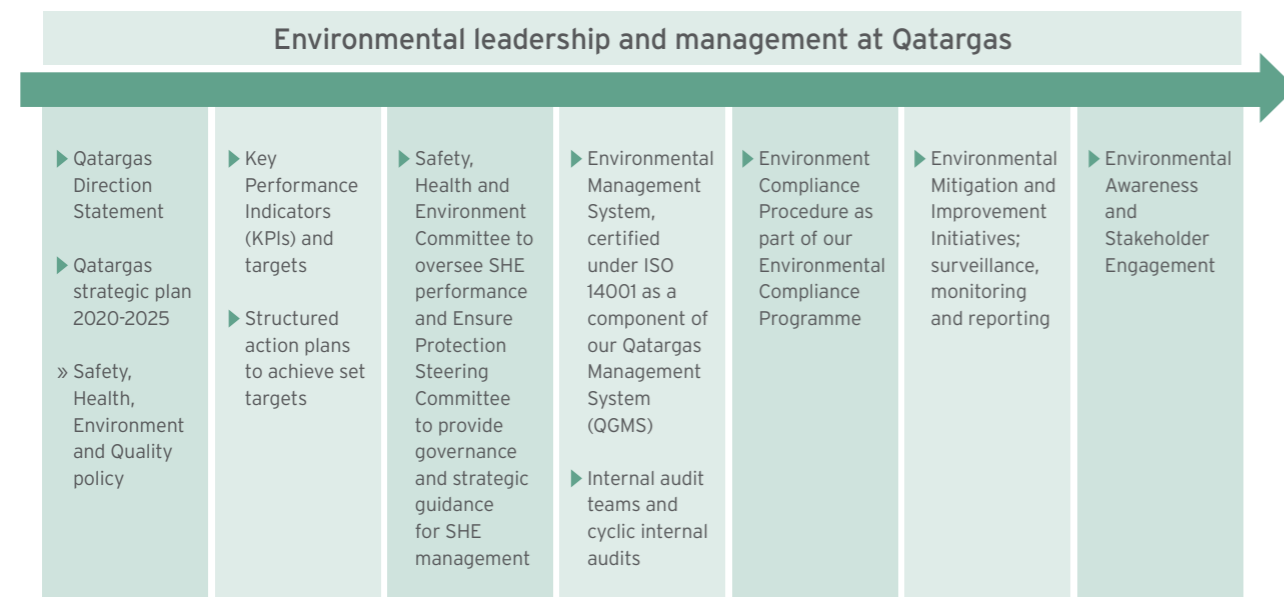 Environmental leadership and management at Qatargas
Qatargas
Direction
Statement
Qatargas
strategic plan
2020-2025
» Safety,
Health,
Environment
and Quality
policy
Key
Performance
Indicators
(KPIs) and
targets
Structured
action plans
to achieve set
targets
Safety,
Health and
Environment
Committee to
oversee SHE
performance
and Ensure
Protection
Steering
Committee
to provide
governance
and strategic
guidance
for SHE
management
Environmental
Management
System,
certified
under ISO
14001 as a
component of
our Qatargas
Management
System
(QGMS)
Internal audit
teams and
cyclic internal
audits
Environment
Compliance
Procedure as
part of our
Environmental
Compliance
Programme
Environmental
Mitigation and
Improvement
Initiatives;
surveillance,
monitoring
and reporting
Environmental
Awareness
and
Stakeholder
Engagement